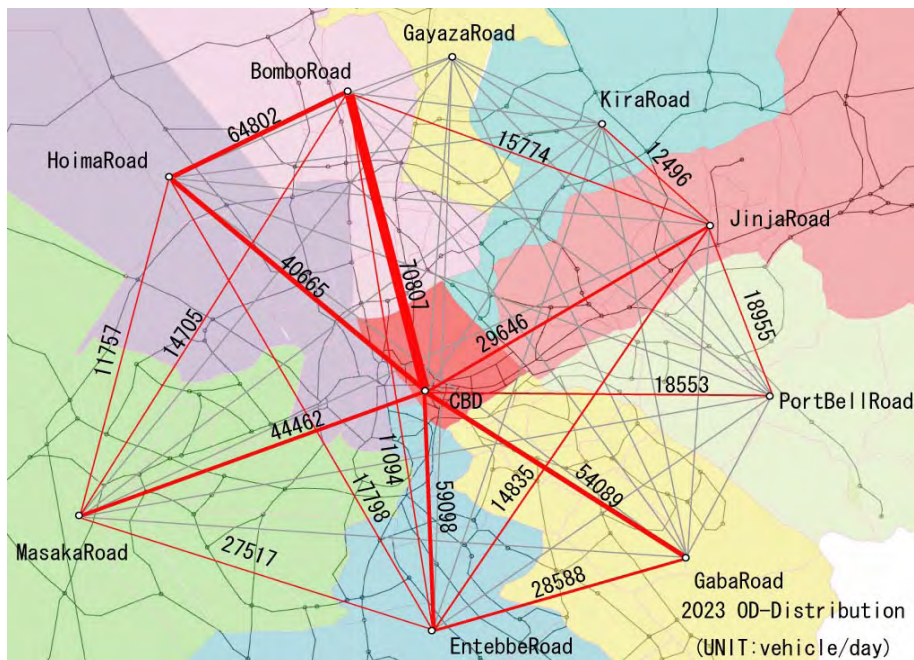 GayazaRoad
BomboRoad
KiraRoad
64802
15774
12496
HoimaRoad
JinjaRoad
40665
70807
29646
18955
11757
14705
18553
CBD
PortBellRoad
44462
11094
17798
59098
14835
54089
MasakaRoad
27517
28588
GabaRoad
2023 OD-Distribution
EntebbeRoad
(UNIT:vehicle/day)